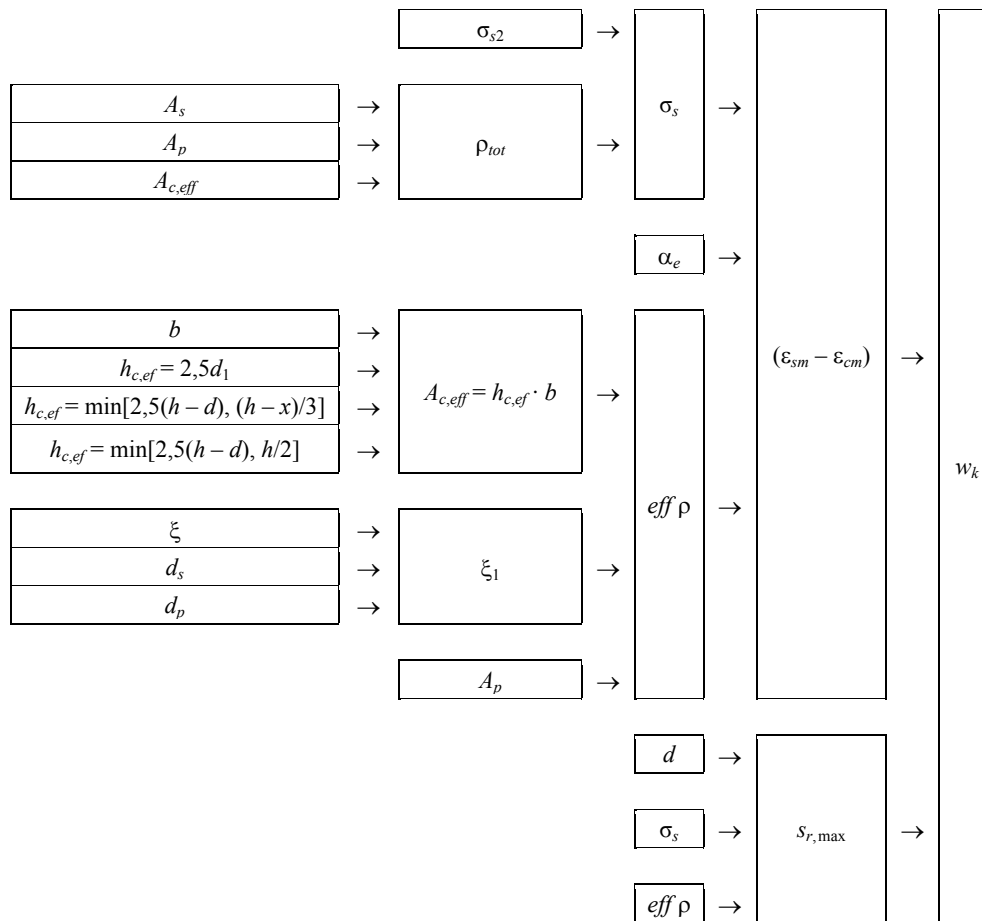 σs2 →
As →
Ap →
Ac,eff →
ρtot →
σs →
αe →
b →
hc,ef = 2,5d1 →
hc,ef = min[2,5(h – d), (h – x)/3] →
hc,ef = min[2,5(h – d), h/2] →
Ac,eff = hc,ef · b →
ξ →
ds →
dp →
ξ1 →
Ap →
eff ρ →
(εsm – εcm) →
d →
σs →
eff ρ →
sr,max →
wk